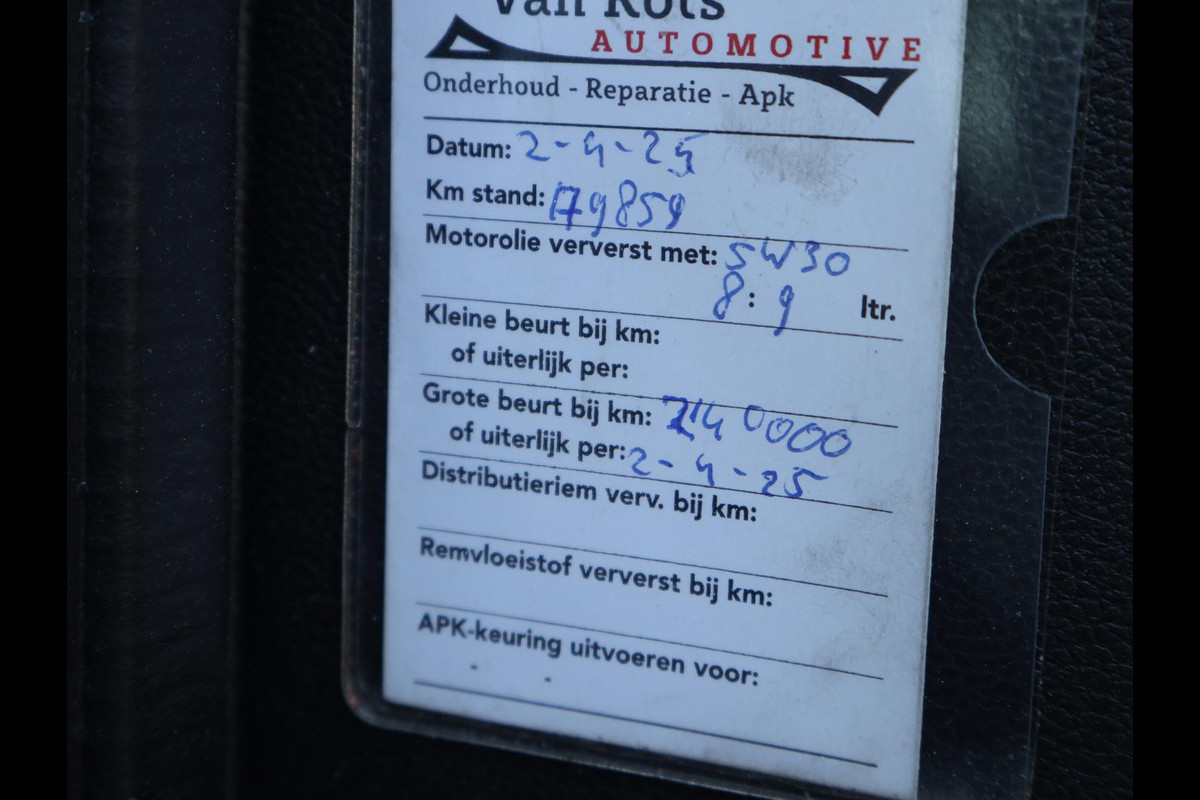 Van Rots
AUTOMOTIVE
Onderhoud - Reparatie - Apk
Datum: 2-4-25
Km stand: 179859
Motorolie ververst met: 5W30
8:9 ltr.
Kleine beurt bij km:
of uiterlijk per:
Grote beurt bij km:
of uiterlijk per: 2-4-25
Distributieriem verv. bij km:
Remvloeistof ververst bij km:
APK-keuring uitvoeren voor: